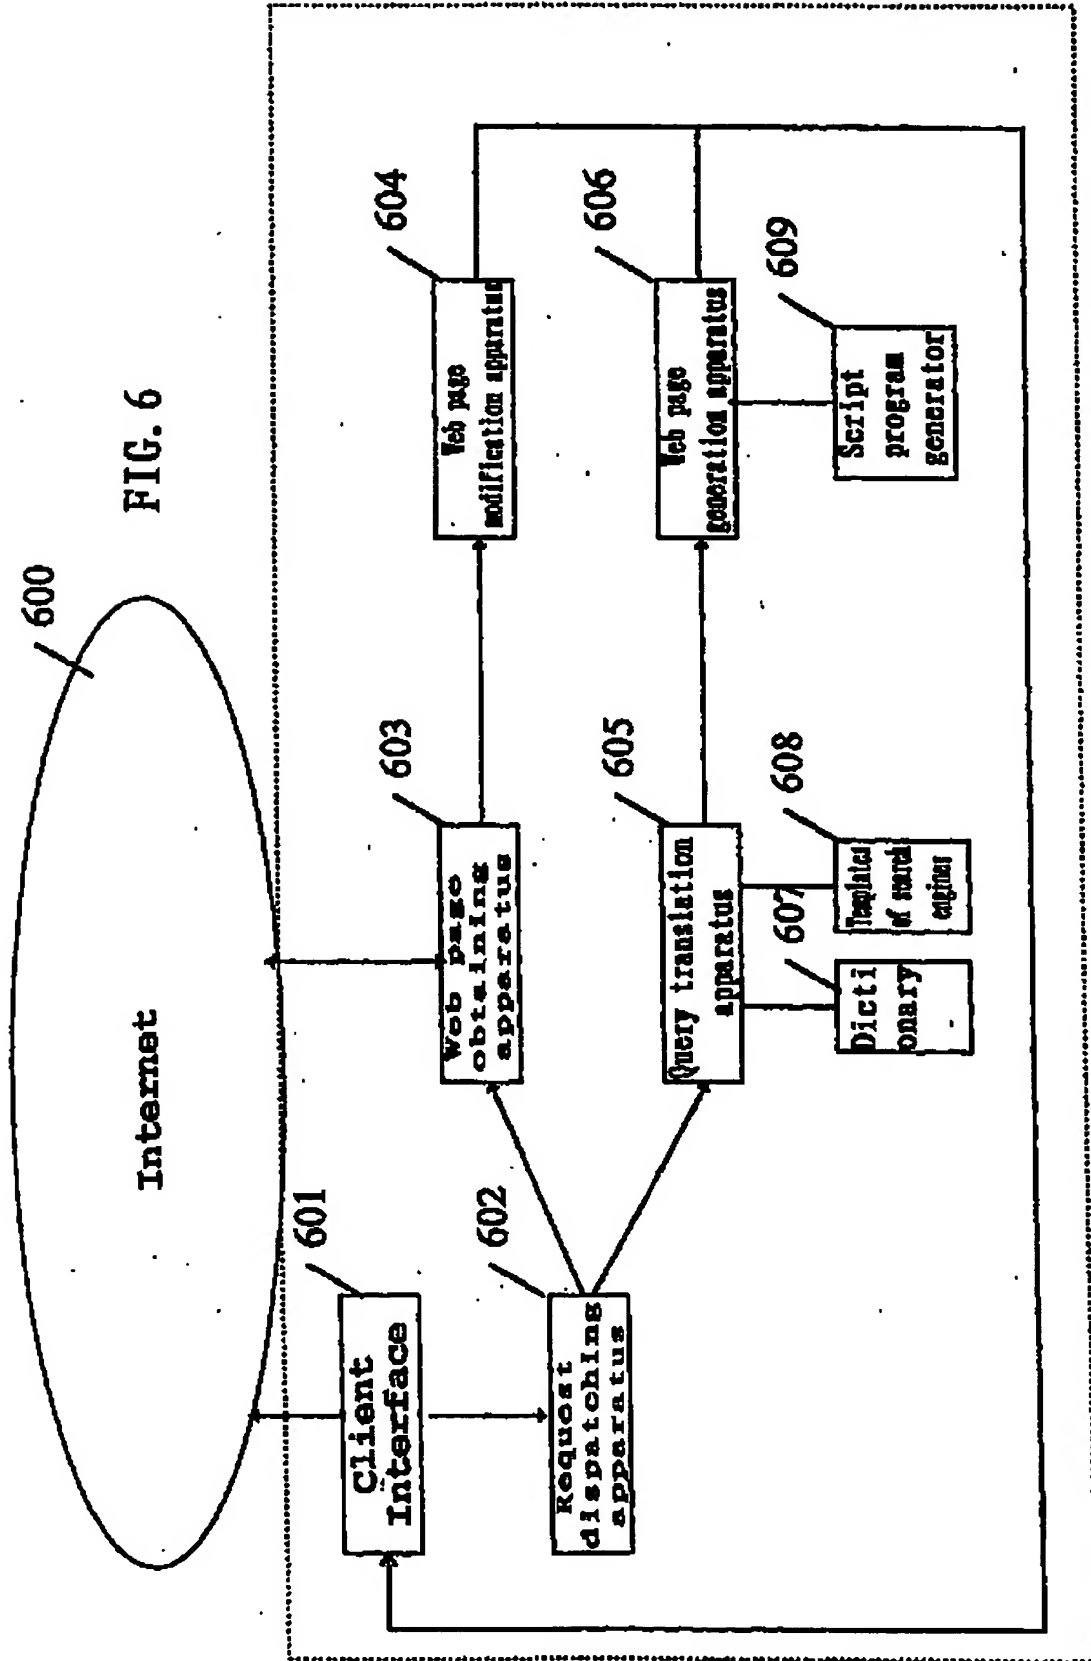 FIG. 6
600
Internet
601
Client
Interface
602
Request
dispatching
apparatus
603
Web page
obtaining
apparatus
604
Web page
modification apparatus
605
Query translation
apparatus
606
Web page
generation apparatus
607
Dicti
onary
608
Templates
of search
engines
609
Script
program
generator